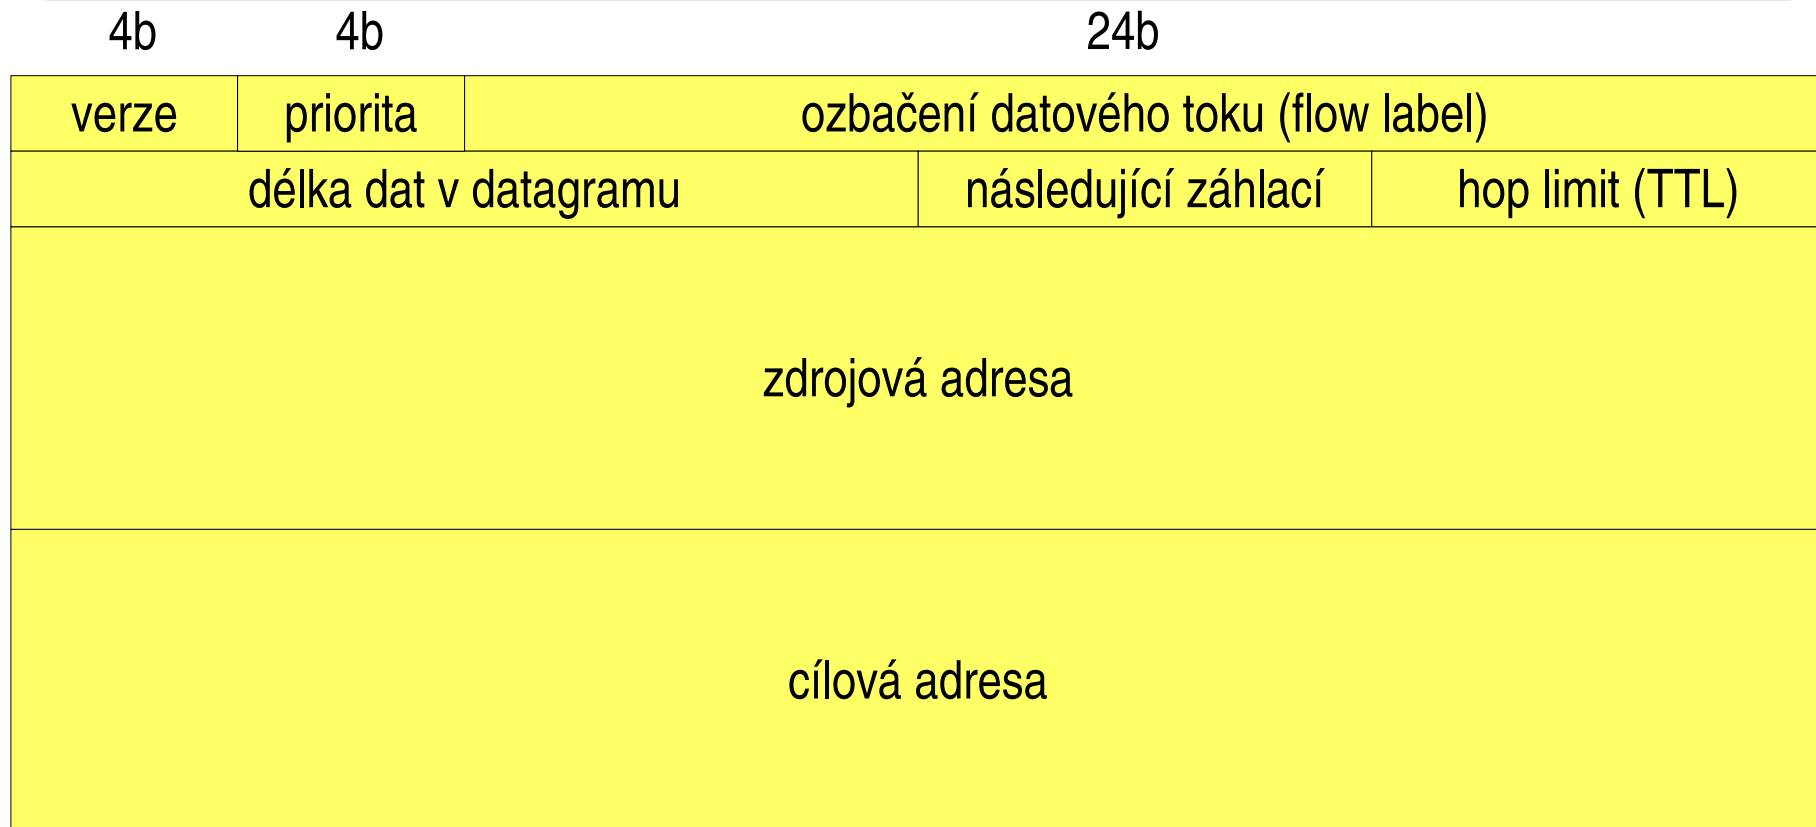 4b 4b 24b
verze priorita ozbačení datového toku (flow label)
délka dat v datagramu následující záhlací hop limit (TTL)
zdrojová adresa
cílová adresa